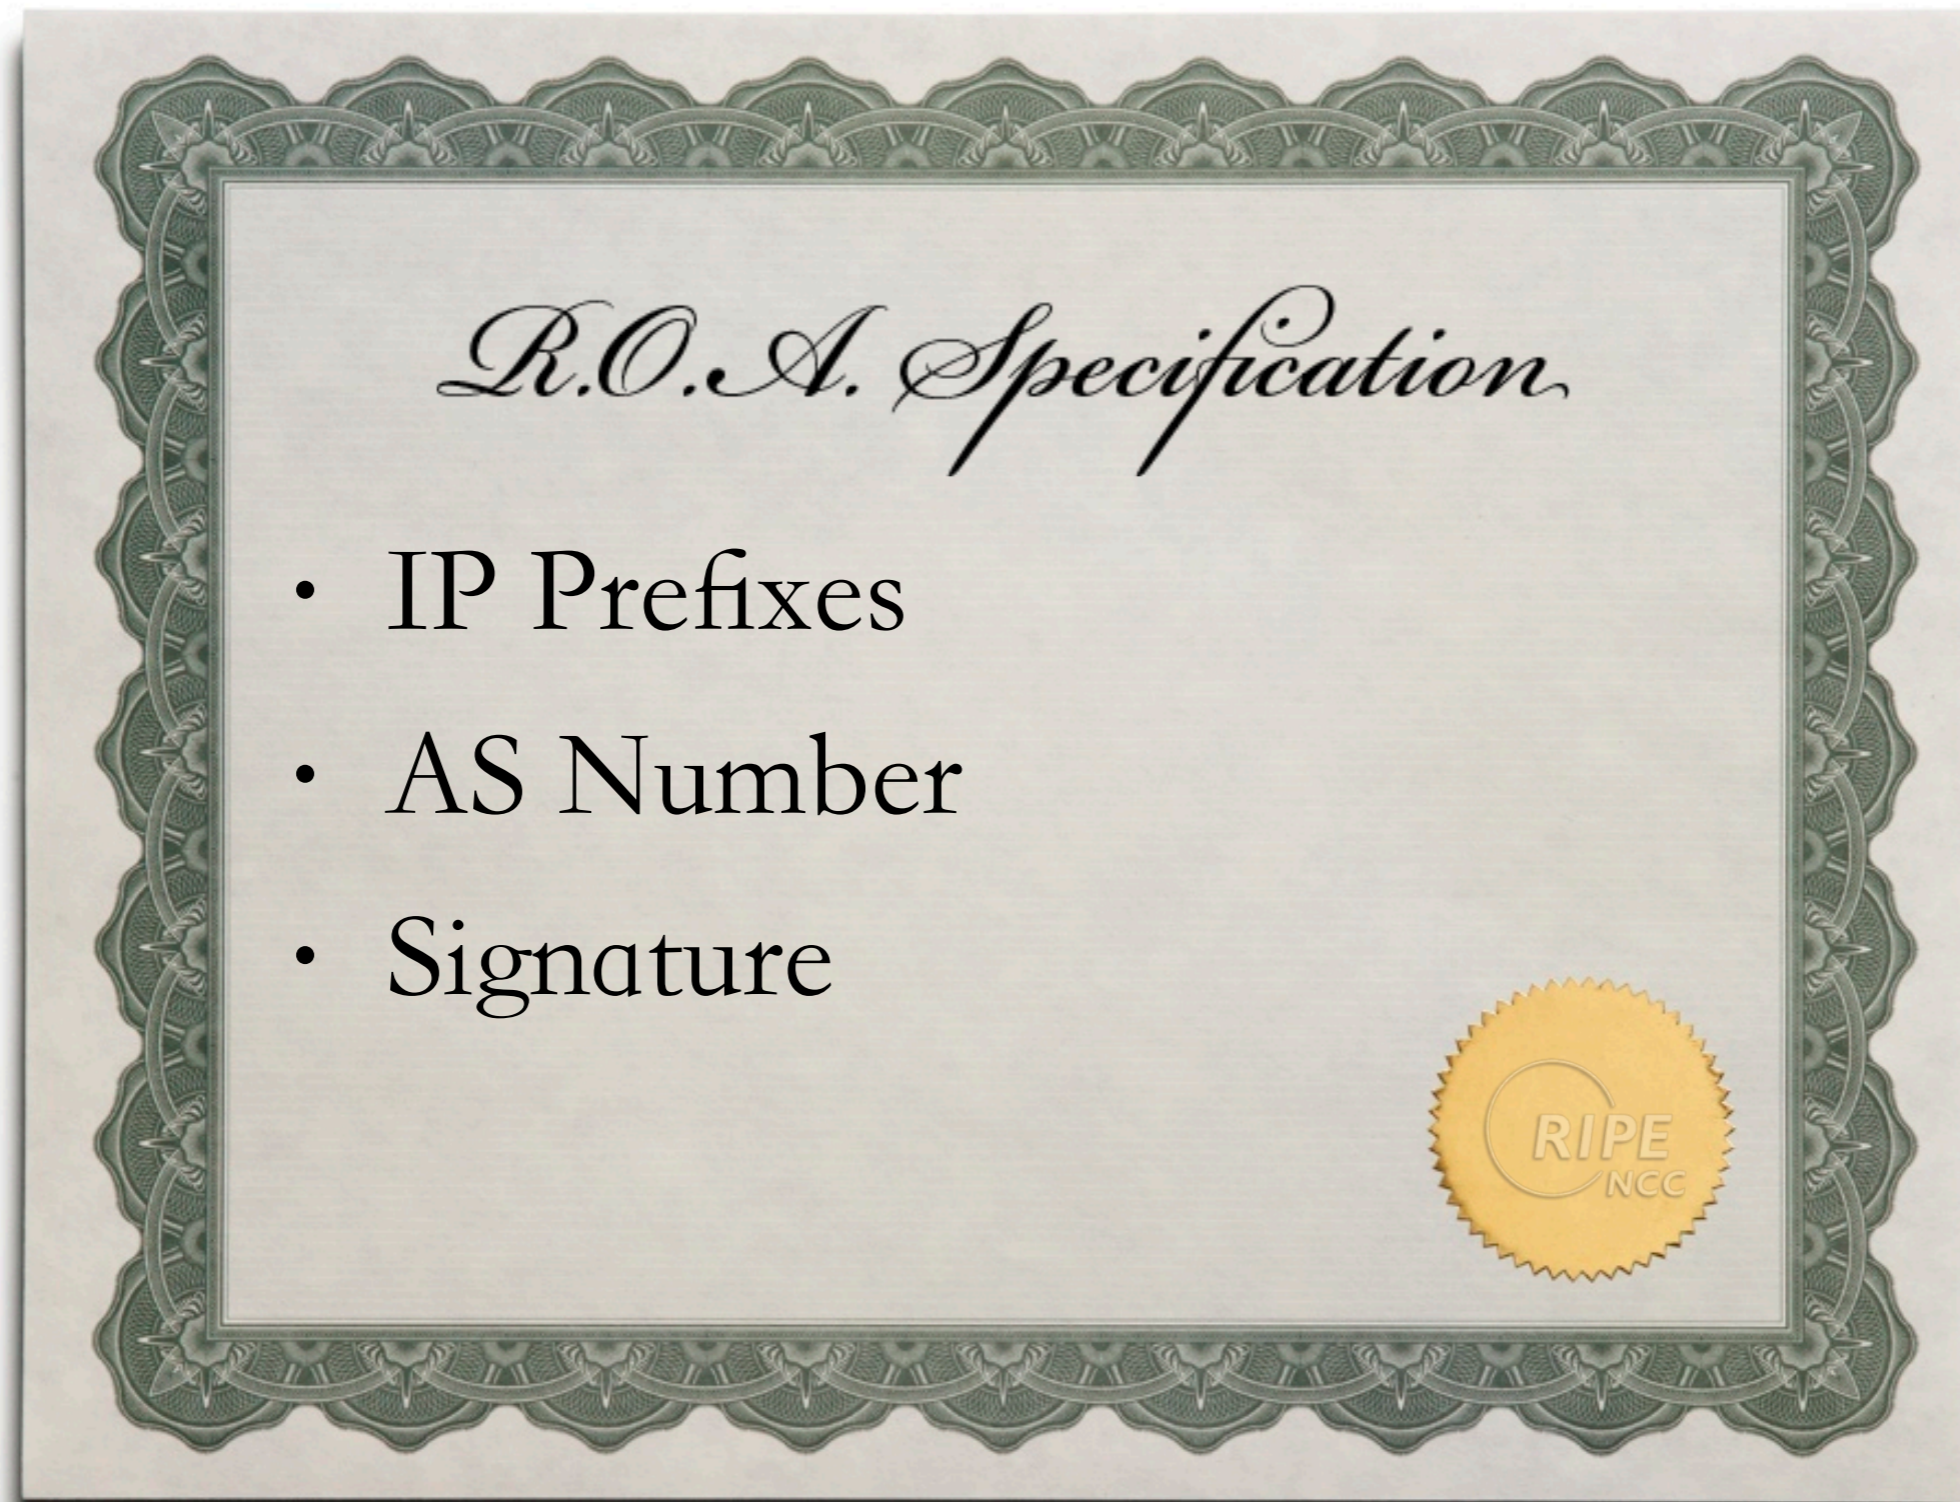 R.O.A. Specification
• IP Prefixes
• AS Number
• Signature
RIPE
NCC